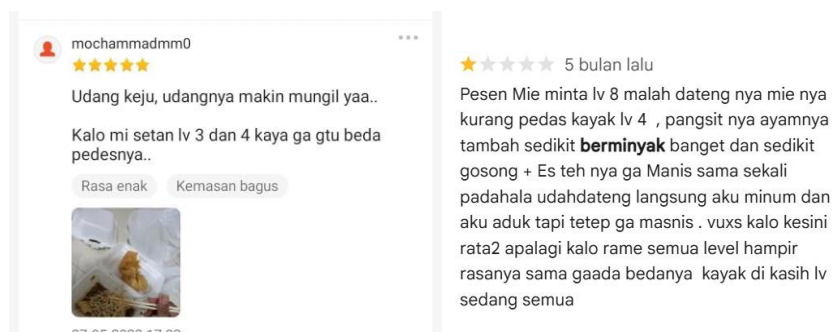 mochammadmm0
Udang keju, udangnya makin mungil yaa..
Kalo mi setan lv 3 dan 4 kaya ga gtu beda
pedesnya..
Rasa enak Kemasan bagus
5 bulan lalu
Pesen Mie minta lv 8 malah dateng nya mie nya
kurang pedas kayak lv 4 , pangsit nya ayamnya
tambah sedikit berminyak banget dan sedikit
gosong + Es teh nya ga Manis sama sekali
padahala udahdateng langsung aku minum dan
aku aduk tapi tetep ga masnis . vuxs kalo kesini
rata2 apalagi kalo rame semua level hampir
rasanya sama gaada bedanya kayak di kasih lv
sedang semua